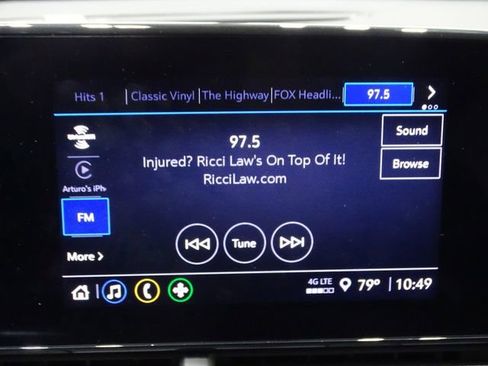 Hits 1 Classic Vinyl The Highway FOX Headli... 97.5
Sound
97.5
Injured? Ricci Law's On Top Of It!
Browse
RicciLaw.com
Arturo's iPh
FM
Tune
More
4G LTE
79° 10:49